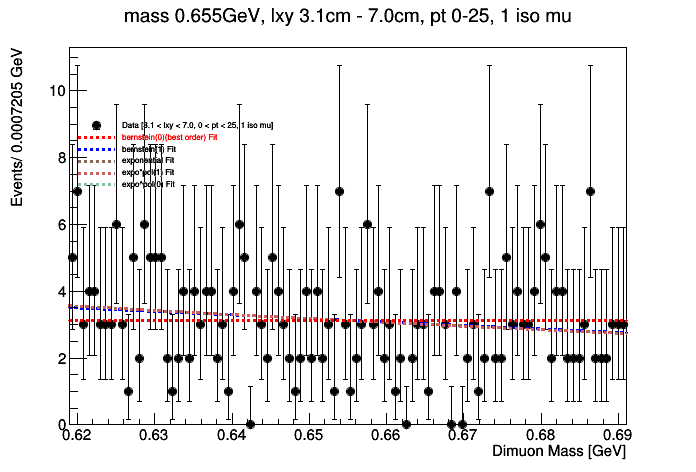 mass 0.655GeV, lxy 3.1cm - 7.0cm, pt 0-25, 1 iso mu
Events/ 0.0007205 GeV
10
8
6
4
2
0
Data [3.1 < lxy < 7.0, 0 < pt < 25, 1 iso mu]
bernstein(0)(best order) Fit
bernstein(1) Fit
exponential Fit
expo*pol(1) Fit
expo*pol(0) Fit
0.62 0.63 0.64 0.65 0.66 0.67 0.68 0.69
Dimuon Mass [GeV]